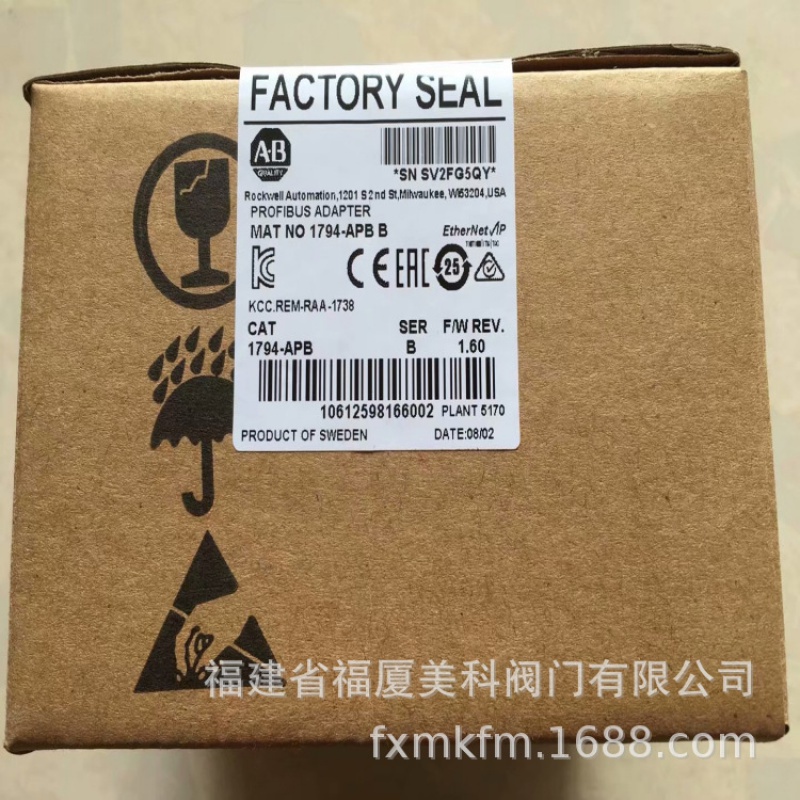 FACTORY SEAL
A-B
QUALITY
*SN SV2FG5QY*
Rockwell Automation,1201 S 2nd St,Milwaukee, WI53204,USA
PROFIBUS ADAPTER
MAT NO 1794-APB B
EtherNet/IP
CE EAC 25
KCC.REM-RAA-1738
CAT SER F/W REV.
1794-APB B 1.60
10612598166002 PLANT 5170
PRODUCT OF SWEDEN DATE:08/02
福建省福厦美科阀门有限公司
fxmkfm.1688.com